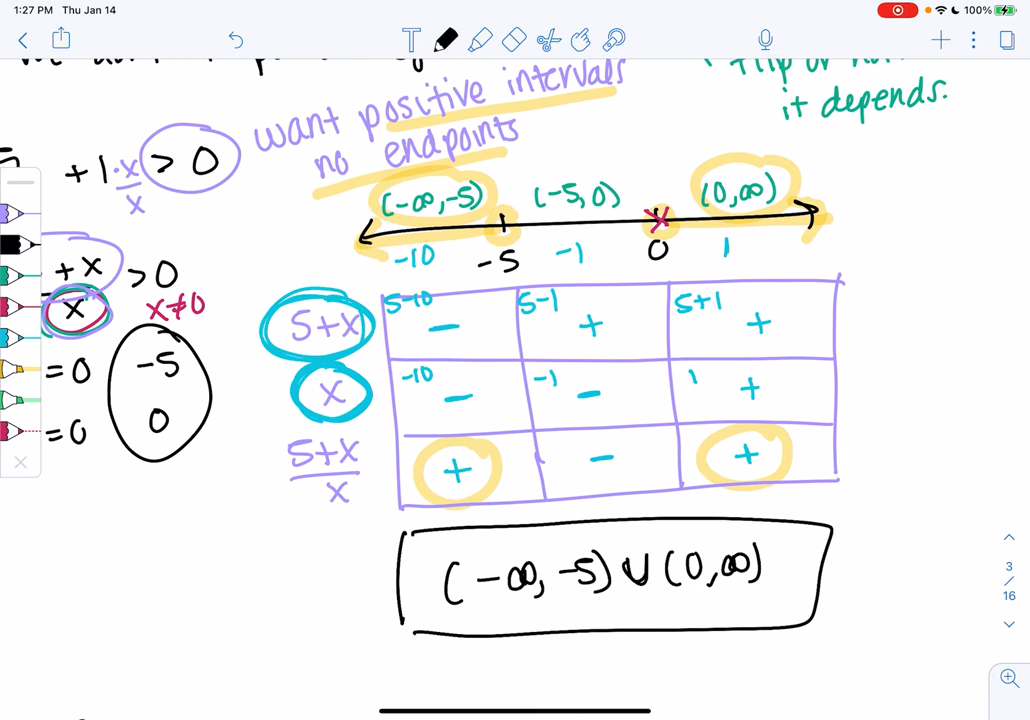 1:27 PM Thu Jan 14
100%
T
flip or
it depends.
want positive intervals
no endpoints
+1·x/x > 0
(-∞,-5) (-5,0) (0,∞)
-10 -5 -1 0 1
+x > 0
x x≠0
=0 -5
=0 0
5-10 5-1 5+1
5+x - + +
-10 -1 1
x - - +
5+x/x + - +
(-∞,-5)∪(0,∞)
3
/
16